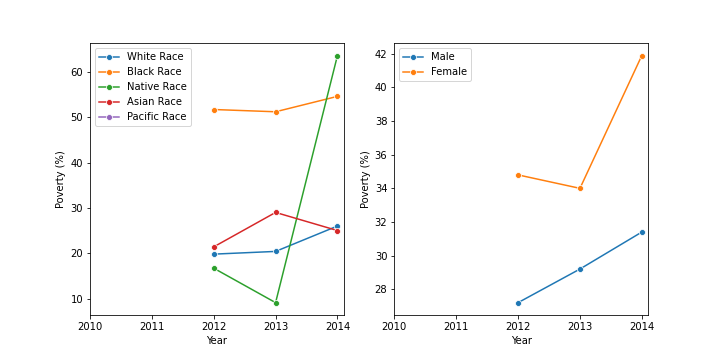 White Race
Black Race
Native Race
Asian Race
Pacific Race
60
50
40
30
20
10
Poverty (%)
2010 2011 2012 2013 2014
Year
Male
Female
42
40
38
36
34
32
30
28
Poverty (%)
2010 2011 2012 2013 2014
Year